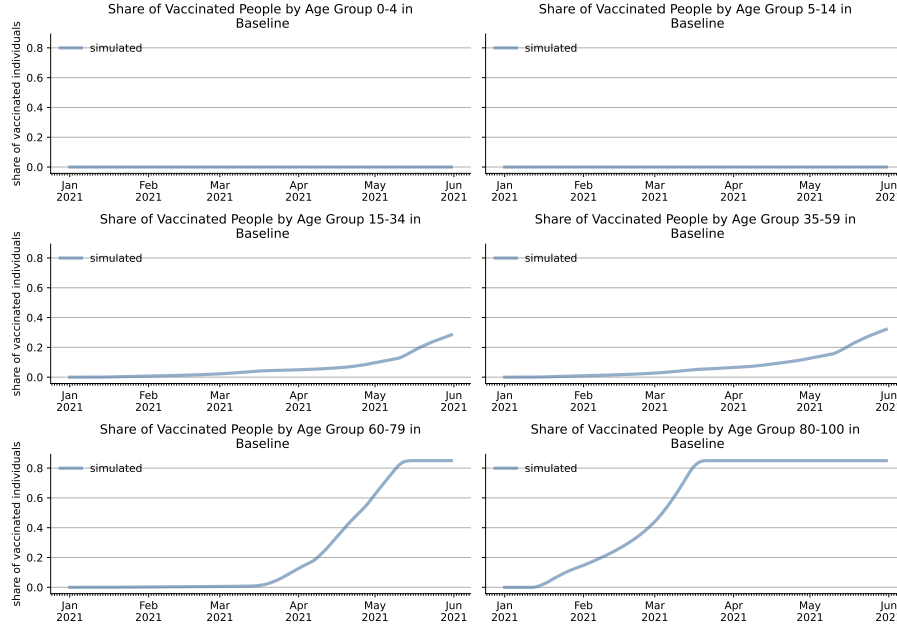 Share of Vaccinated People by Age Group 0-4 in
Baseline
share of vaccinated individuals
simulated
0.8
0.6
0.4
0.2
0.0
Jan Feb Mar Apr May Jun
2021 2021 2021 2021 2021 2021
Share of Vaccinated People by Age Group 5-14 in
Baseline
simulated
Jan Feb Mar Apr May Jun
2021 2021 2021 2021 2021 2021
Share of Vaccinated People by Age Group 15-34 in
Baseline
share of vaccinated individuals
simulated
0.8
0.6
0.4
0.2
0.0
Jan Feb Mar Apr May Jun
2021 2021 2021 2021 2021 2021
Share of Vaccinated People by Age Group 35-59 in
Baseline
simulated
Jan Feb Mar Apr May Jun
2021 2021 2021 2021 2021 2021
Share of Vaccinated People by Age Group 60-79 in
Baseline
share of vaccinated individuals
simulated
0.8
0.6
0.4
0.2
0.0
Jan Feb Mar Apr May Jun
2021 2021 2021 2021 2021 2021
Share of Vaccinated People by Age Group 80-100 in
Baseline
simulated
Jan Feb Mar Apr May Jun
2021 2021 2021 2021 2021 2021